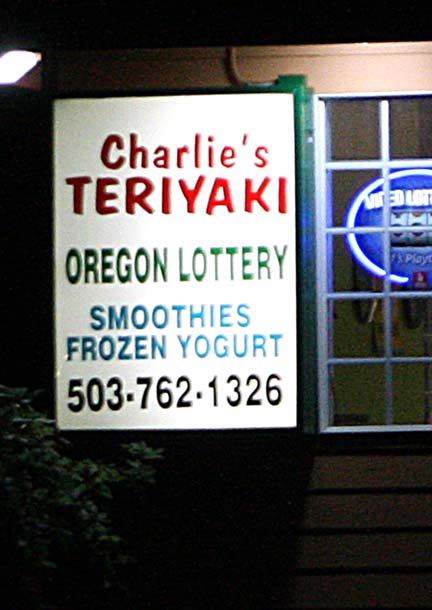 Charlie's
TERIYAKI
OREGON LOTTERY
SMOOTHIES
FROZEN YOGURT
503-762-1326